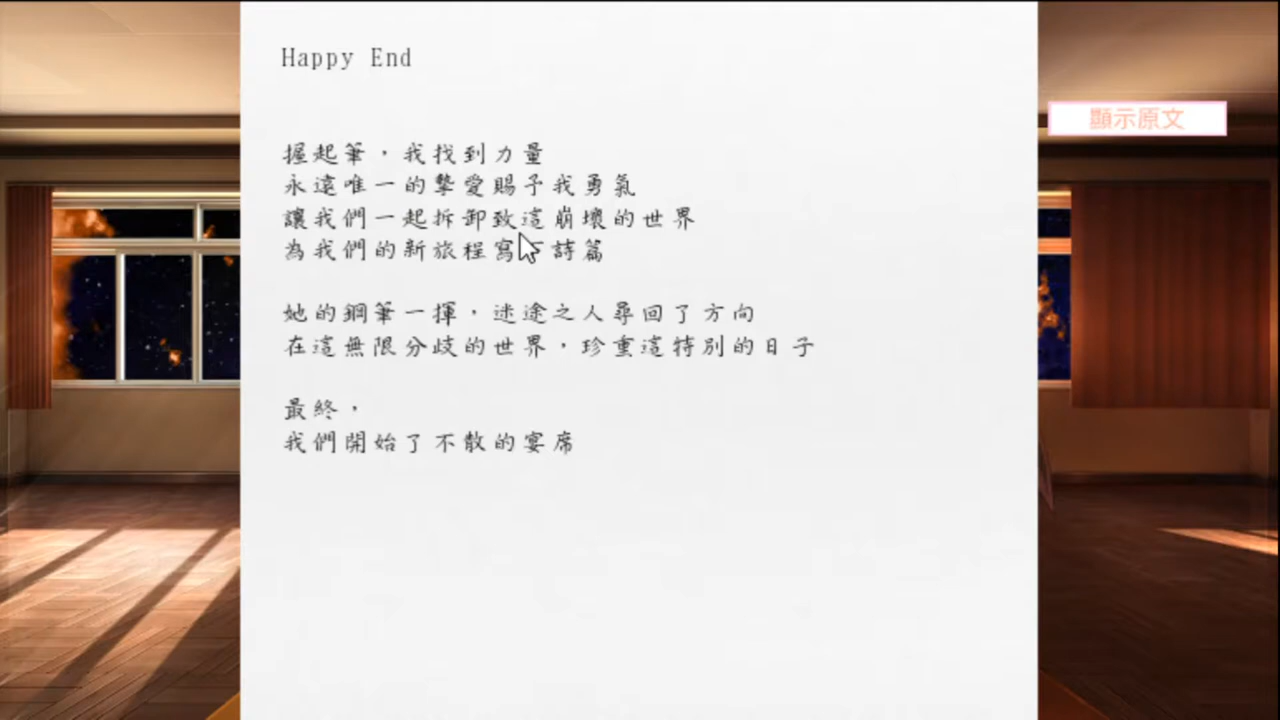 Happy End
顯示原文
握起筆，我找到力量
永遠唯一的摯愛賜予我勇氣
讓我們一起拆卸致這崩壞的世界
為我們的新旅程寫 詩篇
她的鋼筆一揮，迷途之人尋回了方向
在這無限分歧的世界，珍重這特別的日子
最終，
我們開始了不散的宴席